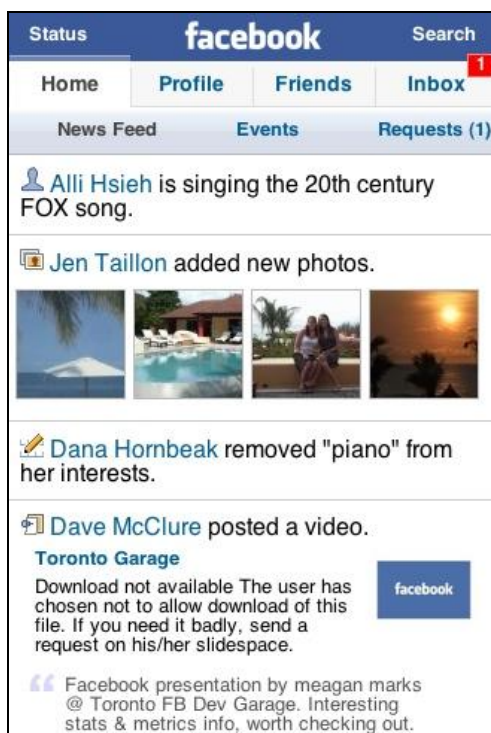 Status facebook Search
1
Home Profile Friends Inbox
News Feed Events Requests (1)
Alli Hsieh is singing the 20th century
FOX song.
Jen Taillon added new photos.
Dana Hornbeak removed "piano" from
her interests.
Dave McClure posted a video.
Toronto Garage
Download not available The user has
chosen not to allow download of this
file. If you need it badly, send a
request on his/her slidespace.
facebook
“ Facebook presentation by meagan marks
@ Toronto FB Dev Garage. Interesting
stats & metrics info, worth checking out.